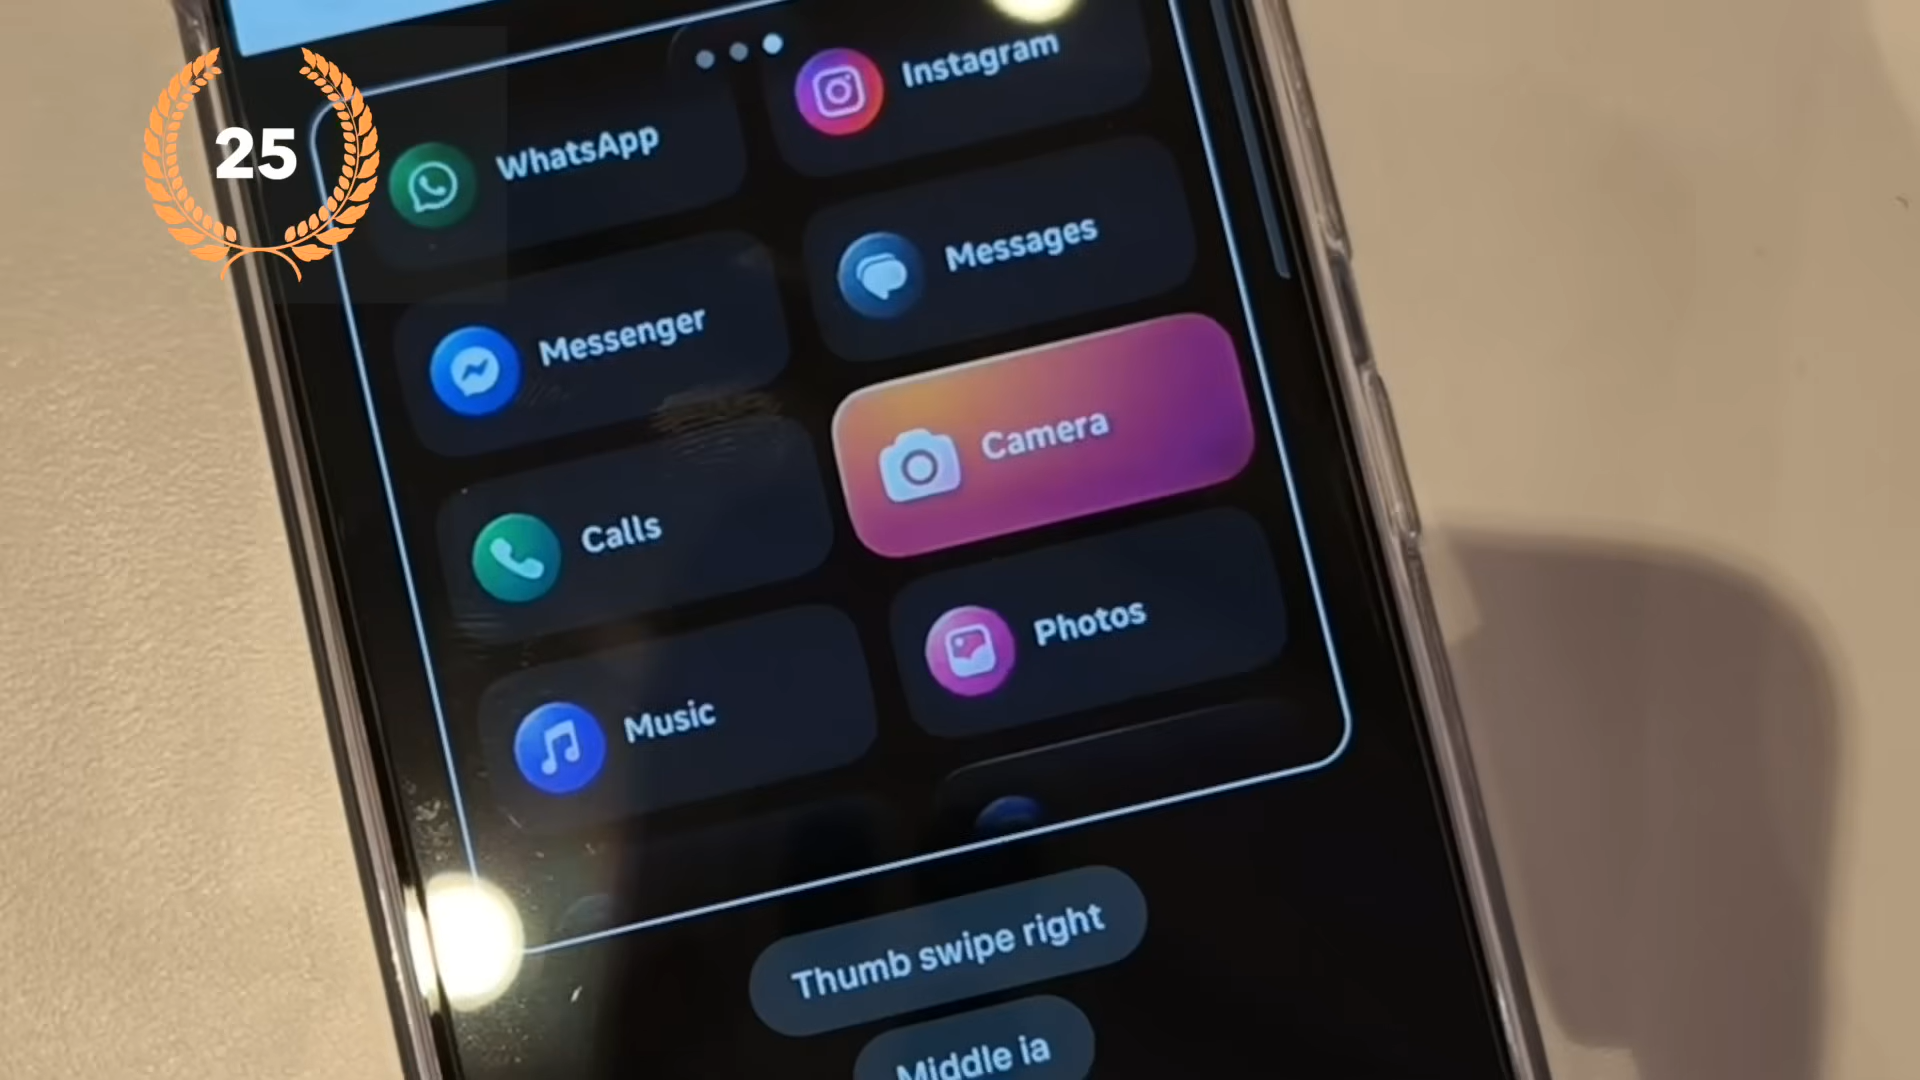 25
WhatsApp
Instagram
Messenger
Messages
Calls
Camera
Music
Photos
Thumb swipe right
Middle ia